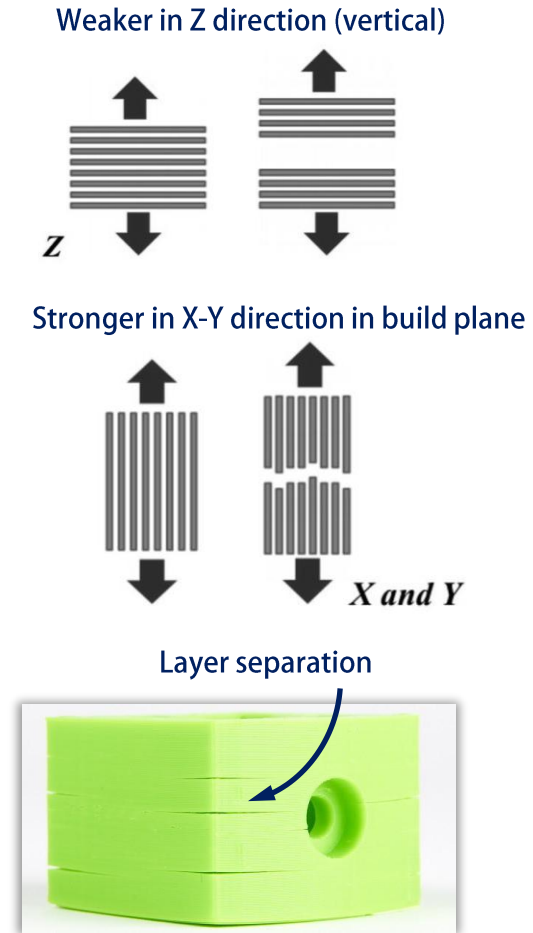 Weaker in Z direction (vertical)
Z
Stronger in X-Y direction in build plane
X and Y
Layer separation